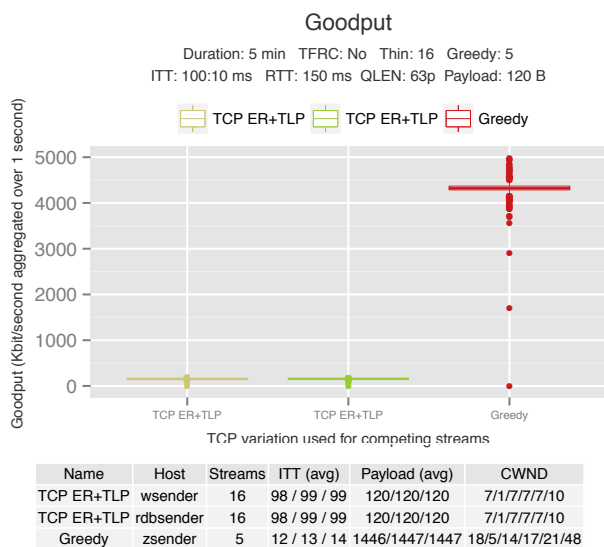 Goodput
Duration: 5 min TFRC: No Thin: 16 Greedy: 5
ITT: 100:10 ms RTT: 150 ms QLEN: 63p Payload: 120 B
TCP ER+TLP TCP ER+TLP Greedy
Goodput (Kbit/second aggregated over 1 second)
5000
4000
3000
2000
1000
0
TCP ER+TLP TCP ER+TLP Greedy
TCP variation used for competing streams
Name Host Streams ITT (avg) Payload (avg) CWND
TCP ER+TLP wsender 16 98 / 99 / 99 120/120/120 7/1/7/7/7/10
TCP ER+TLP rdbsender 16 98 / 99 / 99 120/120/120 7/1/7/7/7/10
Greedy zsender 5 12 / 13 / 14 1446/1447/1447 18/5/14/17/21/48